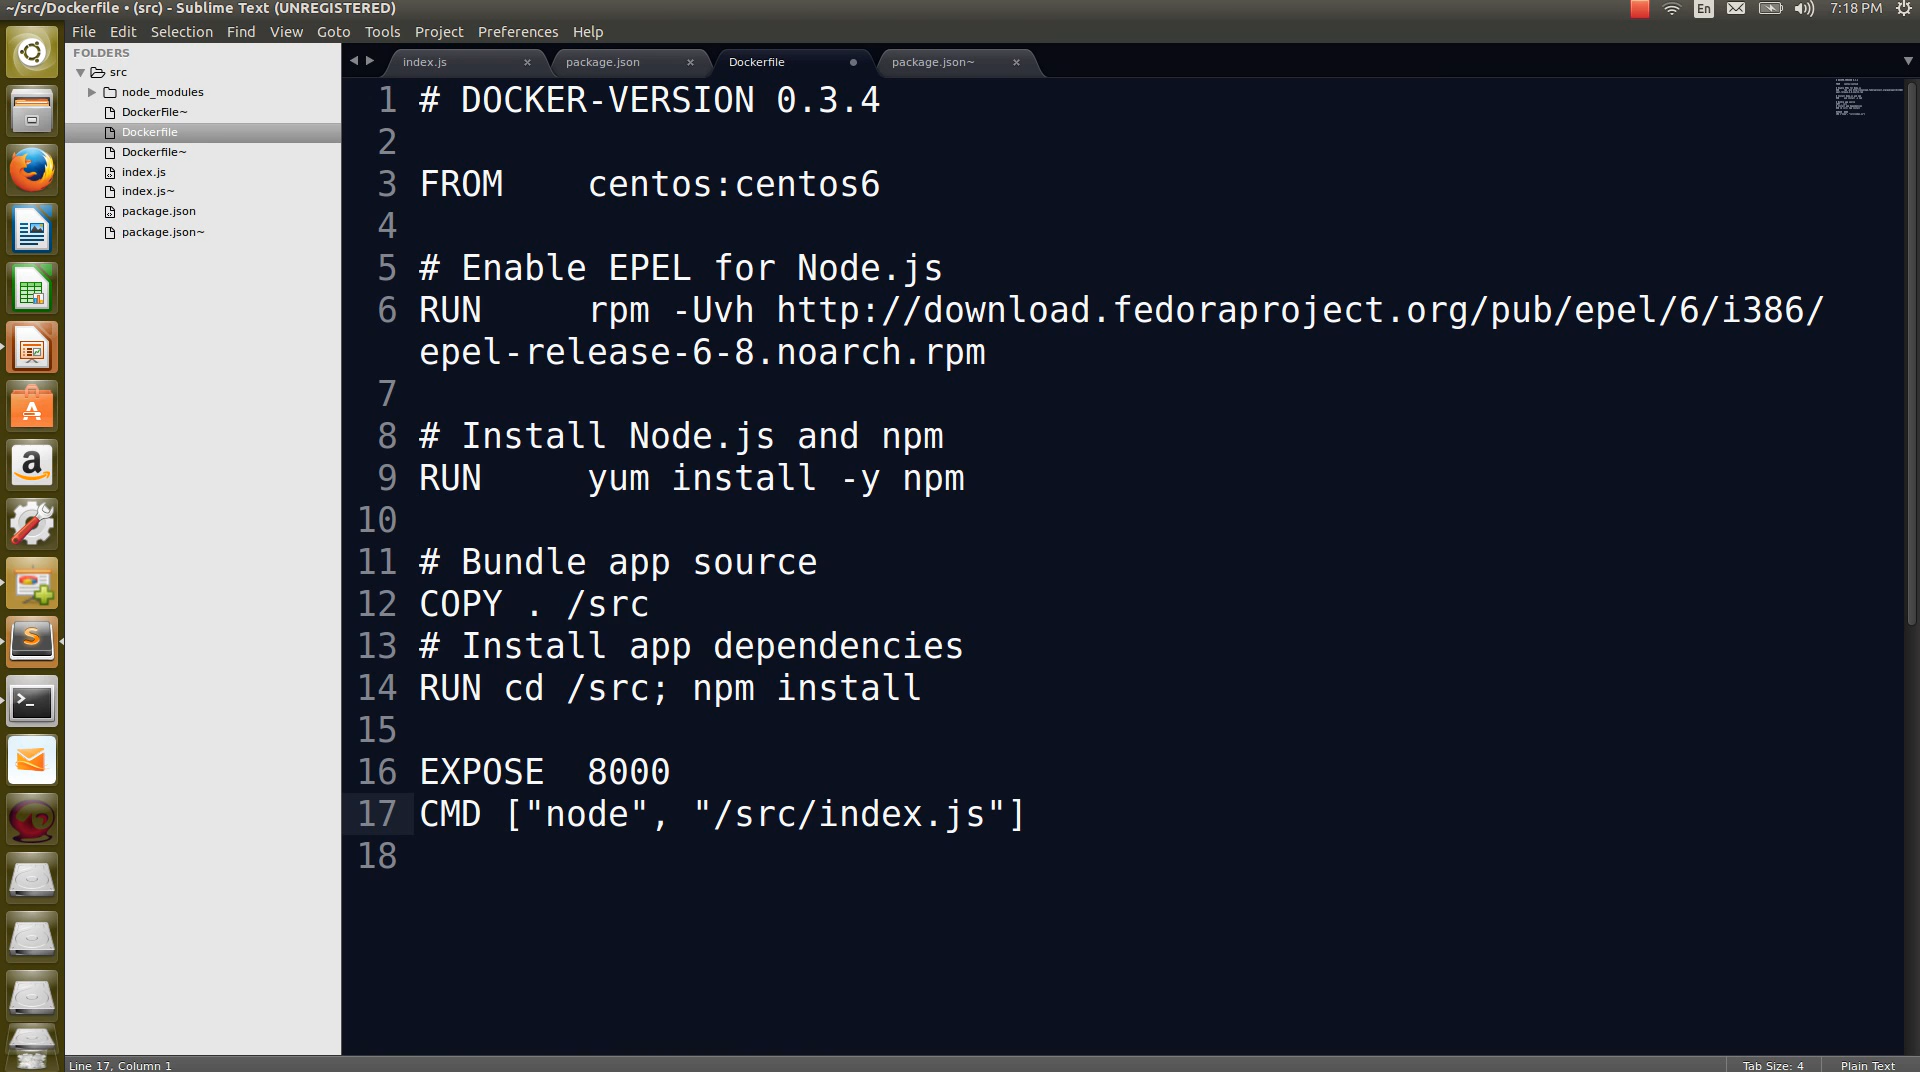 ~/src/Dockerfile • (src) - Sublime Text (UNREGISTERED)
En
7:18 PM
File Edit Selection Find View Goto Tools Project Preferences Help
FOLDERS
src
node_modules
DockerFile~
Dockerfile
Dockerfile~
index.js
index.js~
package.json
package.json~
index.js × package.json × Dockerfile • package.json~ ×
1 # DOCKER-VERSION 0.3.4
2
3 FROM    centos:centos6
4
5 # Enable EPEL for Node.js
6 RUN     rpm -Uvh http://download.fedoraproject.org/pub/epel/6/i386/
epel-release-6-8.noarch.rpm
7
8 # Install Node.js and npm
9 RUN     yum install -y npm
10
11 # Bundle app source
12 COPY . /src
13 # Install app dependencies
14 RUN cd /src; npm install
15
16 EXPOSE  8000
17 CMD ["node", "/src/index.js"]
18
Line 17, Column 1
Tab Size: 4
Plain Text